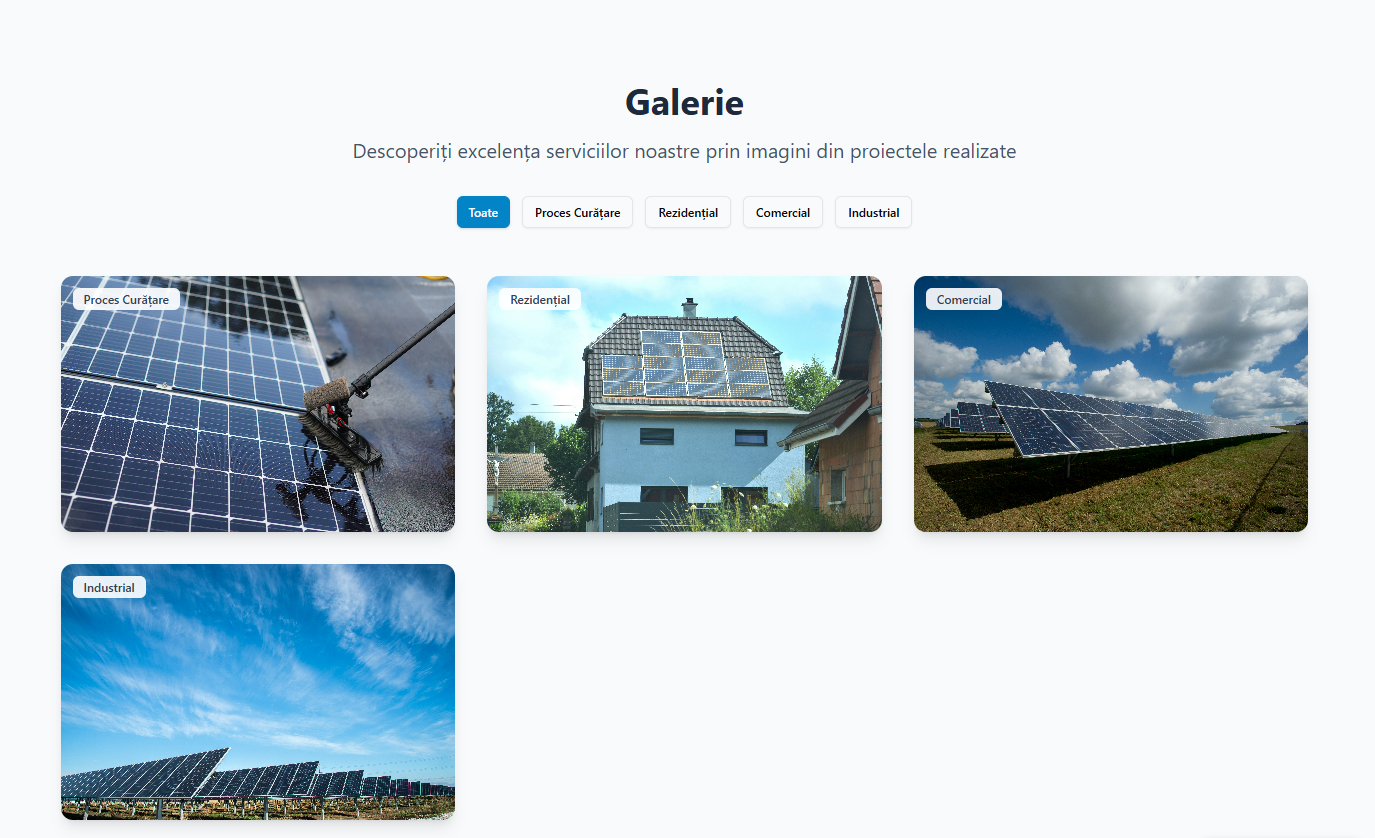 Galerie
Descoperiți excelența serviciilor noastre prin imagini din proiectele realizate
Toate
Proces Curățare
Rezidențial
Comercial
Industrial
Proces Curățare
Rezidențial
Comercial
Industrial